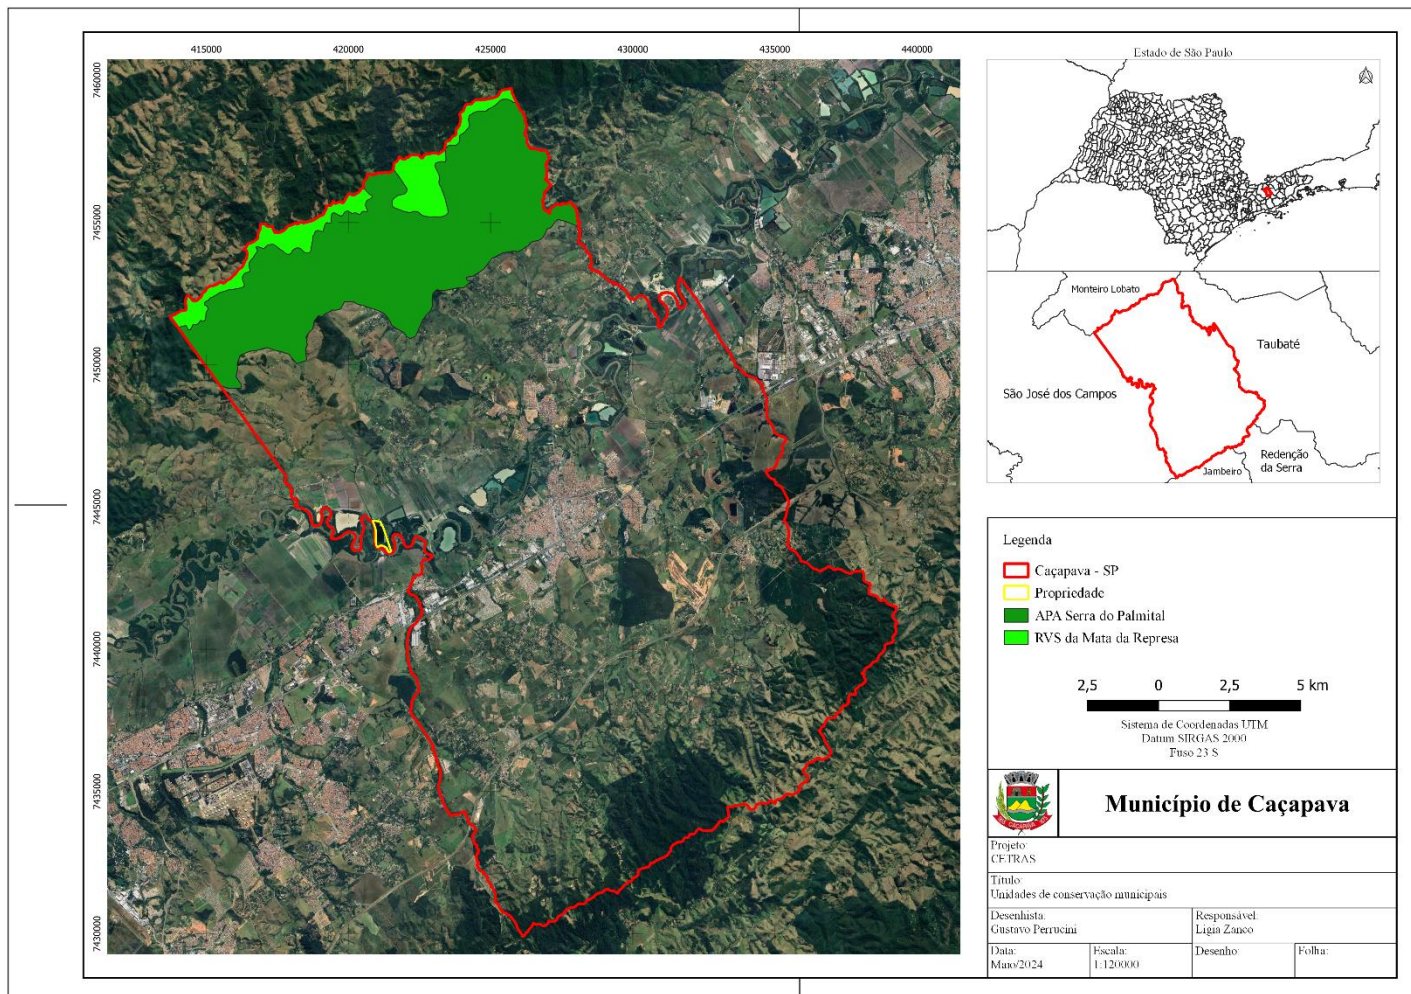 415000 420000 425000 430000 435000 440000
7460000
7455000
7450000
7445000
7440000
7435000
7430000
Estado de São Paulo
Monteiro Lobato
Taubaté
São José dos Campos
Redenção
da Serra
Jambeiro
Legenda
Caçapava - SP
Propriedade
APA Serra do Palmital
RVS da Mata da Represa
2,5 0 2,5 5 km
Sistema de Coordenadas UTM
Datum SIRGAS 2000
Fuso 23 S
Município de Caçapava
Projeto:
CETRAS
Título:
Unidades de conservação municipais
Desenhista:
Gustavo Perrucini
Responsável:
Ligia Zanco
Data:
Maio/2024
Escala:
1:120000
Desenho:
Folha: